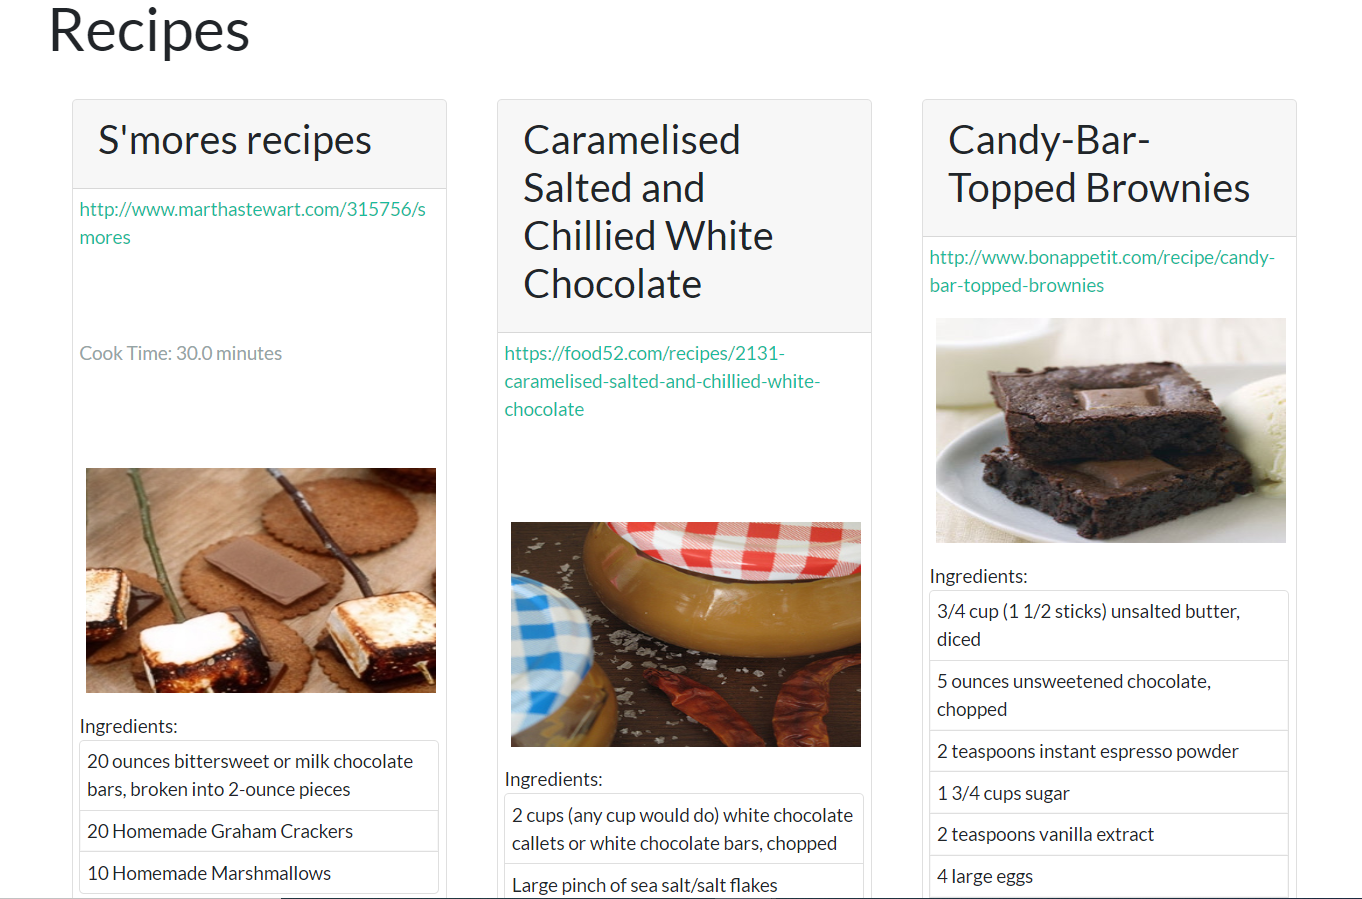 Recipes
S'mores recipes
http://www.marthastewart.com/315756/s
mores
Cook Time: 30.0 minutes
Ingredients:
20 ounces bittersweet or milk chocolate
bars, broken into 2-ounce pieces
20 Homemade Graham Crackers
10 Homemade Marshmallows
Caramelised
Salted and
Chillied White
Chocolate
https://food52.com/recipes/2131-
caramelised-salted-and-chillied-white-
chocolate
Ingredients:
2 cups (any cup would do) white chocolate
callets or white chocolate bars, chopped
Large pinch of sea salt/salt flakes
Candy-Bar-
Topped Brownies
http://www.bonappetit.com/recipe/candy-
bar-topped-brownies
Ingredients:
3/4 cup (1 1/2 sticks) unsalted butter,
diced
5 ounces unsweetened chocolate,
chopped
2 teaspoons instant espresso powder
1 3/4 cups sugar
2 teaspoons vanilla extract
4 large eggs